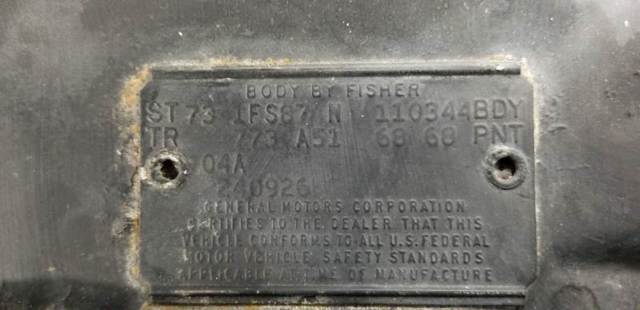 BODY BY FISHER
ST 73 1FS87 N 110344 BDY
TR 773 A51 68 68 PNT
04A
240926
GENERAL MOTORS CORPORATION
CERTIFIES TO THE DEALER THAT THIS
VEHICLE CONFORMS TO ALL U.S. FEDERAL
MOTOR VEHICLE SAFETY STANDARDS
APPLICABLE AT TIME OF MANUFACTURE